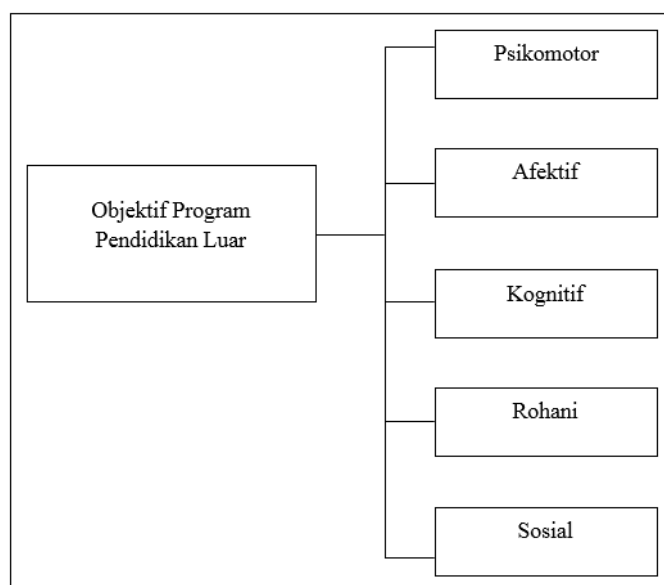 Objektif Program
Pendidikan Luar
Psikomotor
Afektif
Kognitif
Rohani
Sosial